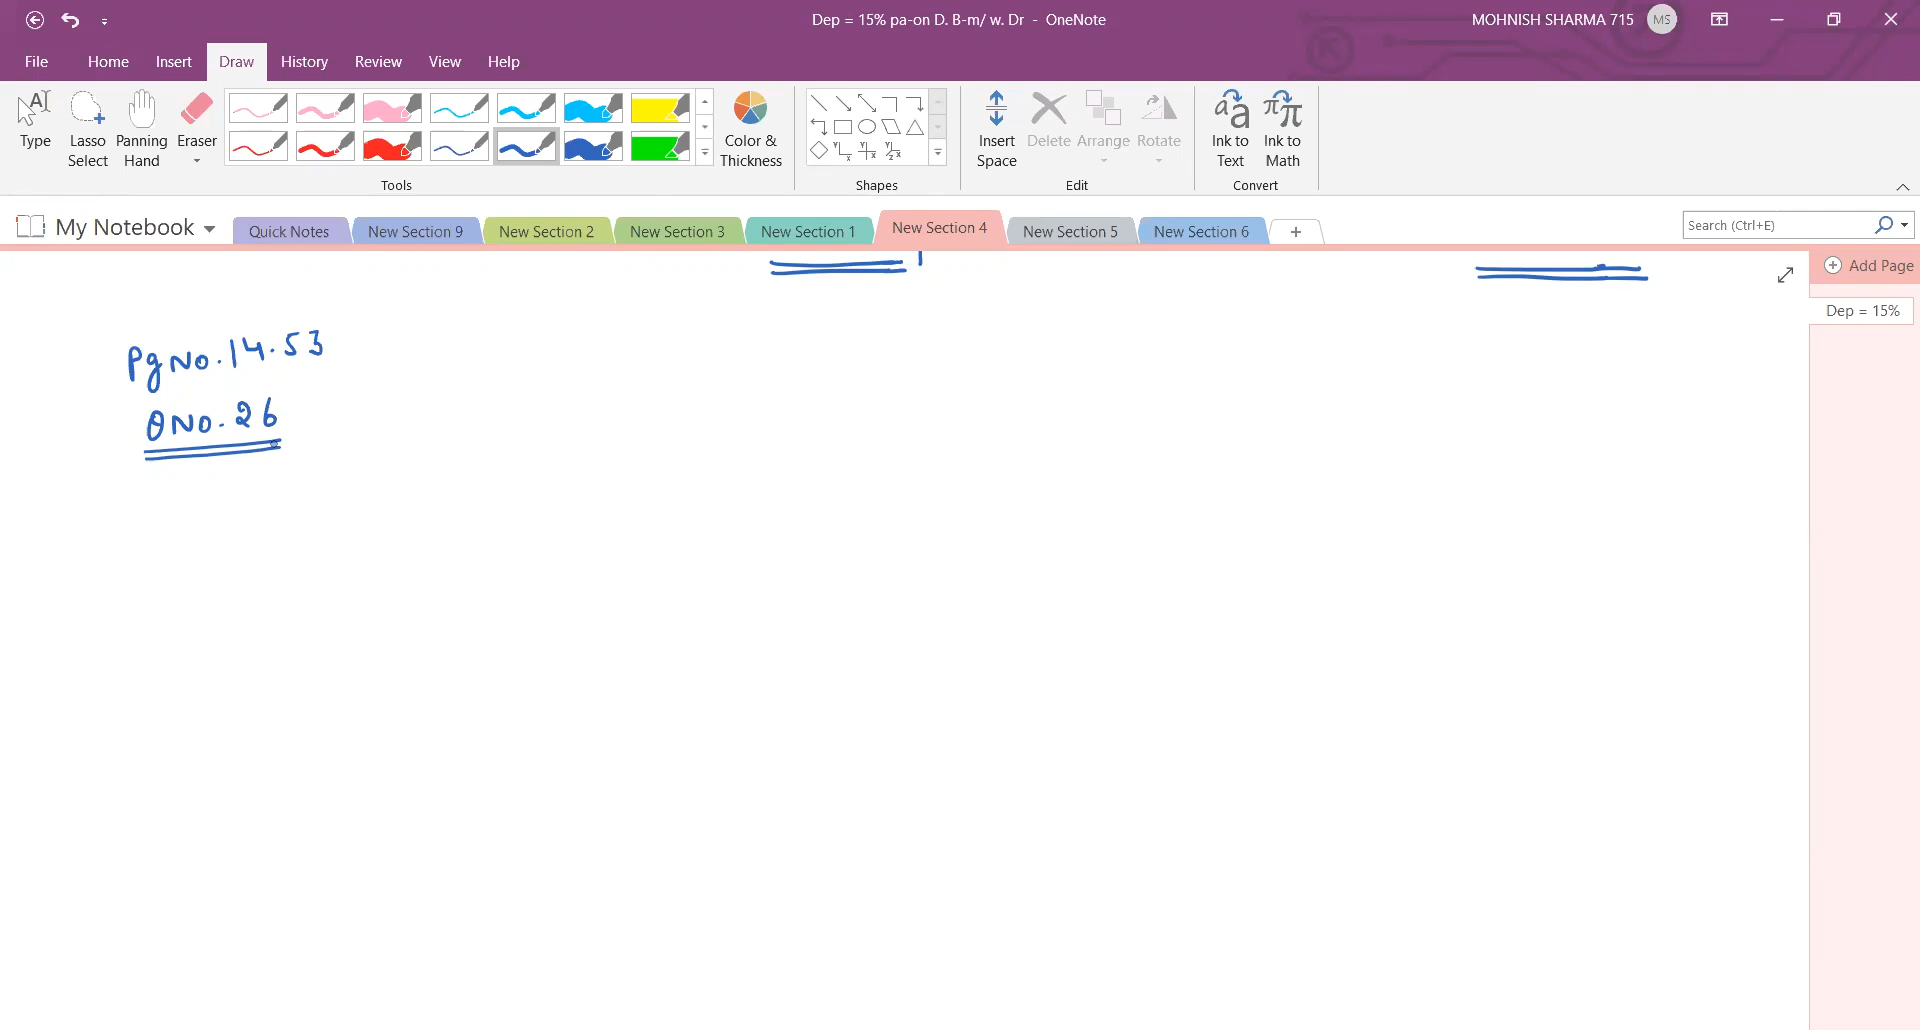 Dep = 15% pa-on D. B-m/ w. Dr - OneNote
MOHNISH SHARMA 715 MS
File Home Insert Draw History Review View Help
Type
Lasso Select
Panning Hand
Eraser
Color & Thickness
Insert Space
Delete
Arrange
Rotate
Ink to Text
Ink to Math
Tools Shapes Edit Convert
My Notebook Quick Notes New Section 9 New Section 2 New Section 3 New Section 1 New Section 4 New Section 5 New Section 6
Search (Ctrl+E)
Add Page
Dep = 15%
Pg No. 14.53
Q No. 26